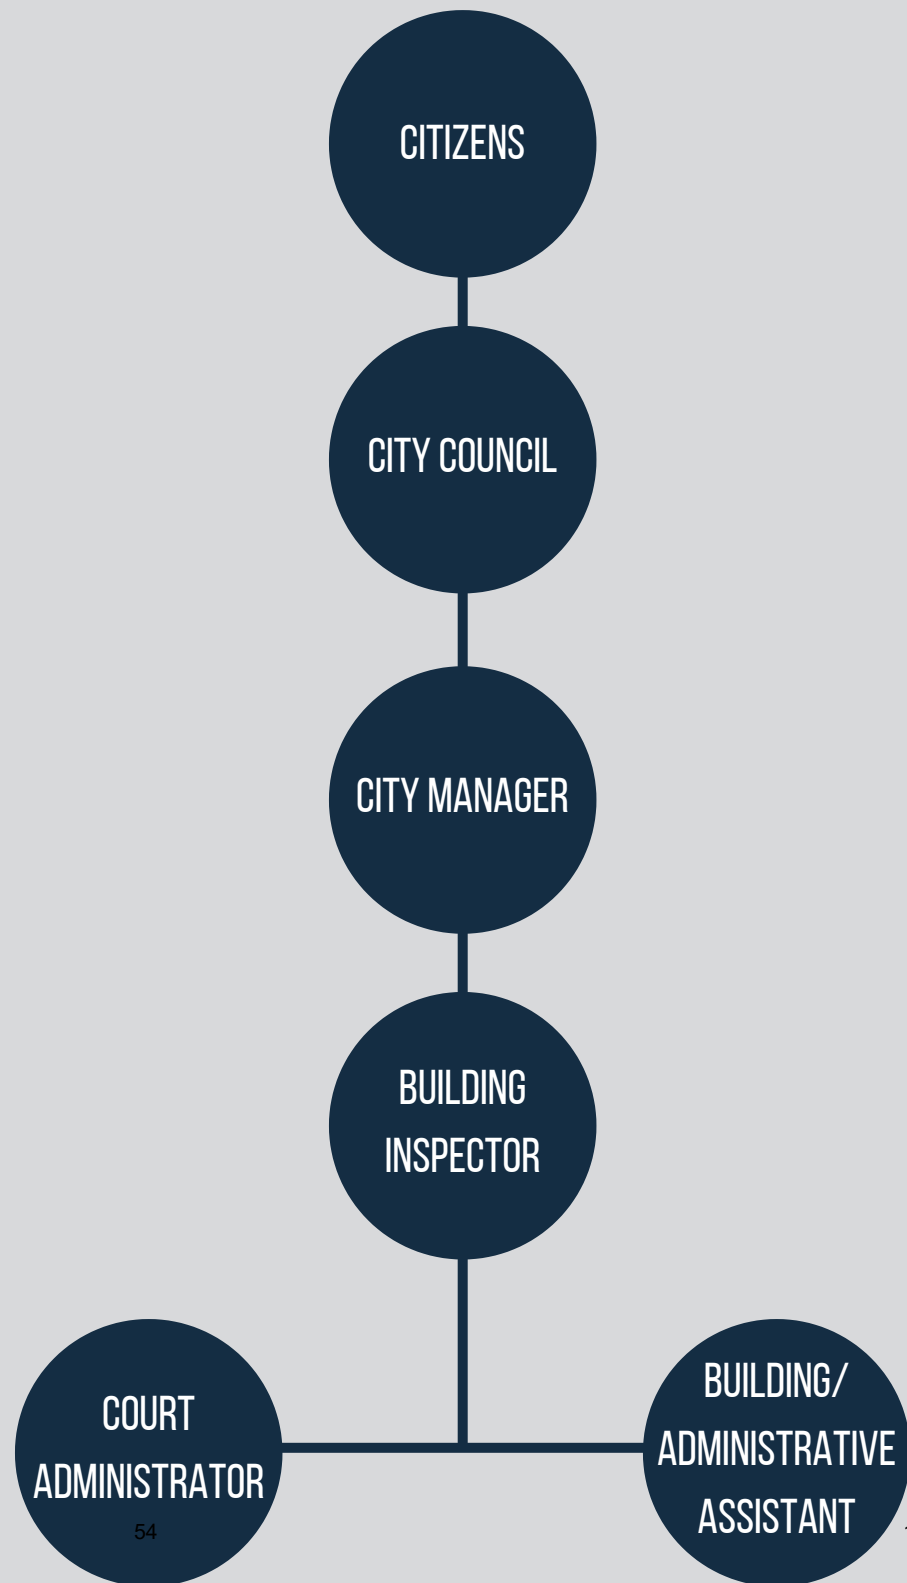 CITIZENS
CITY COUNCIL
CITY MANAGER
BUILDING
INSPECTOR
COURT
ADMINISTRATOR
54
BUILDING/
ADMINISTRATIVE
ASSISTANT